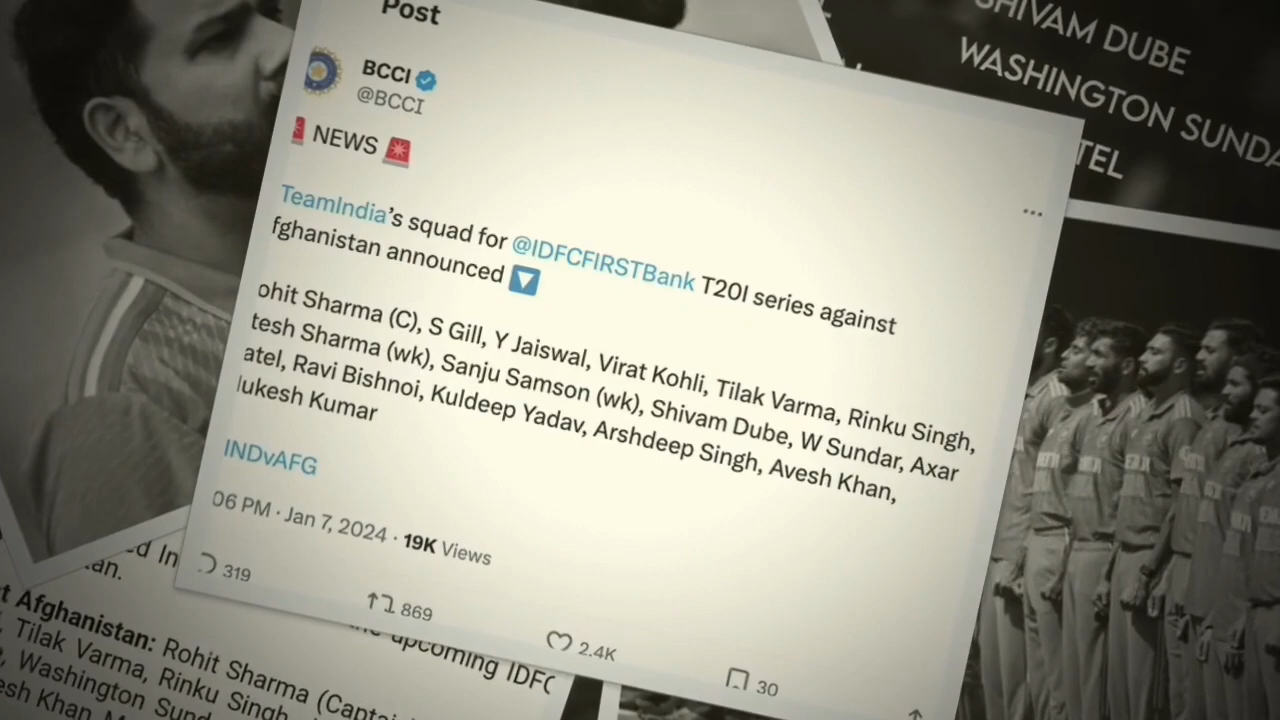 Post
BCCI
@BCCI
NEWS
TeamIndia's squad for @IDFCFIRSTBank T20I series against
fghanistan announced
ohit Sharma (C), S Gill, Y Jaiswal, Virat Kohli, Tilak Varma, Rinku Singh,
tesh Sharma (wk), Sanju Samson (wk), Shivam Dube, W Sundar, Axar
atel, Ravi Bishnoi, Kuldeep Yadav, Arshdeep Singh, Avesh Khan,
ukesh Kumar
INDvAFG
06 PM · Jan 7, 2024 · 19K Views
319 869 2.4K 30
SHIVAM DUBE
WASHINGTON SUNDA
TEL
d In
an.
t Afghanistan: Rohit Sharma (Captai
Tilak Varma, Rinku Singh
Washington Sund
esh Khan
upcoming IDFC